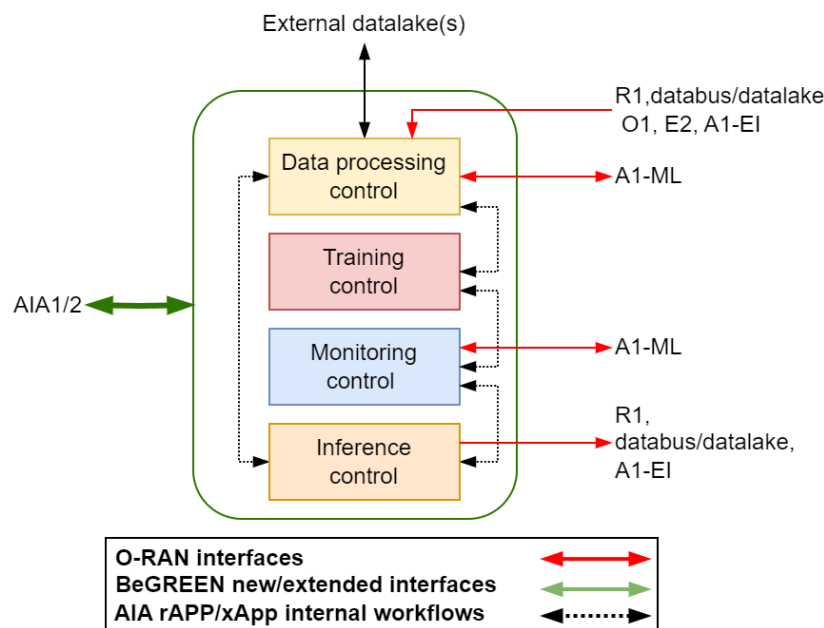 External datalake(s)
R1,databus/datalake
O1, E2, A1-EI
Data processing
control
A1-ML
Training
control
AIA1/2
Monitoring
control
A1-ML
R1,
databus/datalake,
A1-EI
Inference
control
O-RAN interfaces
BeGREEN new/extended interfaces
AIA rAPP/xApp internal workflows